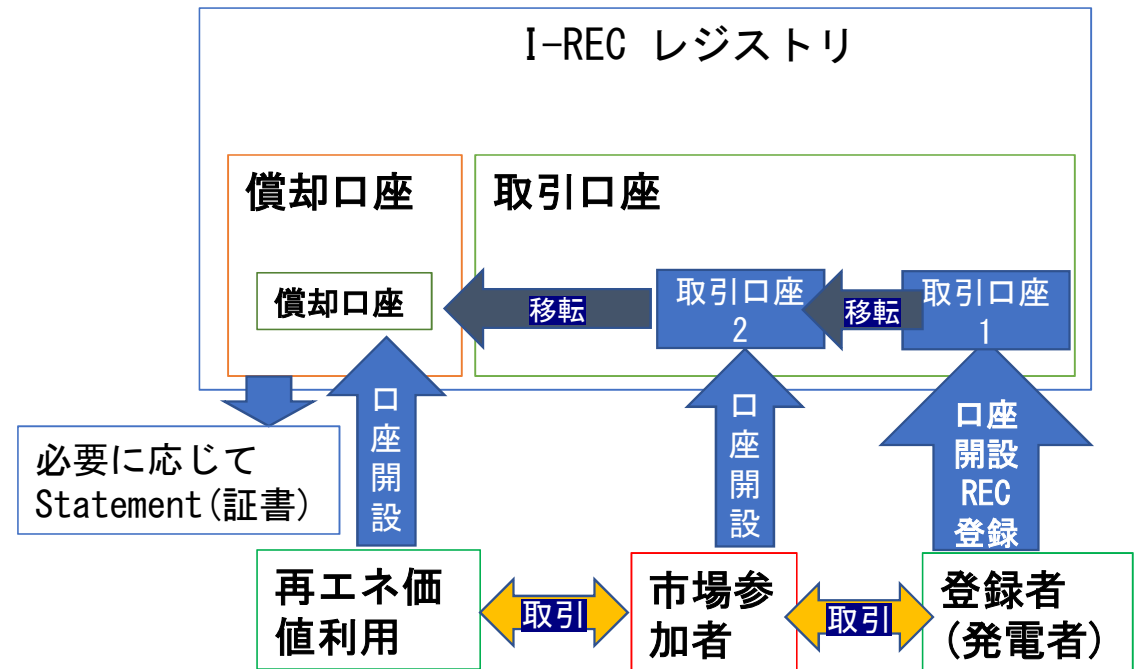 I-REC レジストリ
償却口座
取引口座
償却口座
移転
取引口座
2
移転
取引口座
1
口
座
開
設
口
座
開
設
口座
開設
REC
登録
必要に応じて
Statement(証書)
再エネ価
値利用
取引
市場参
加者
取引
登録者
(発電者)